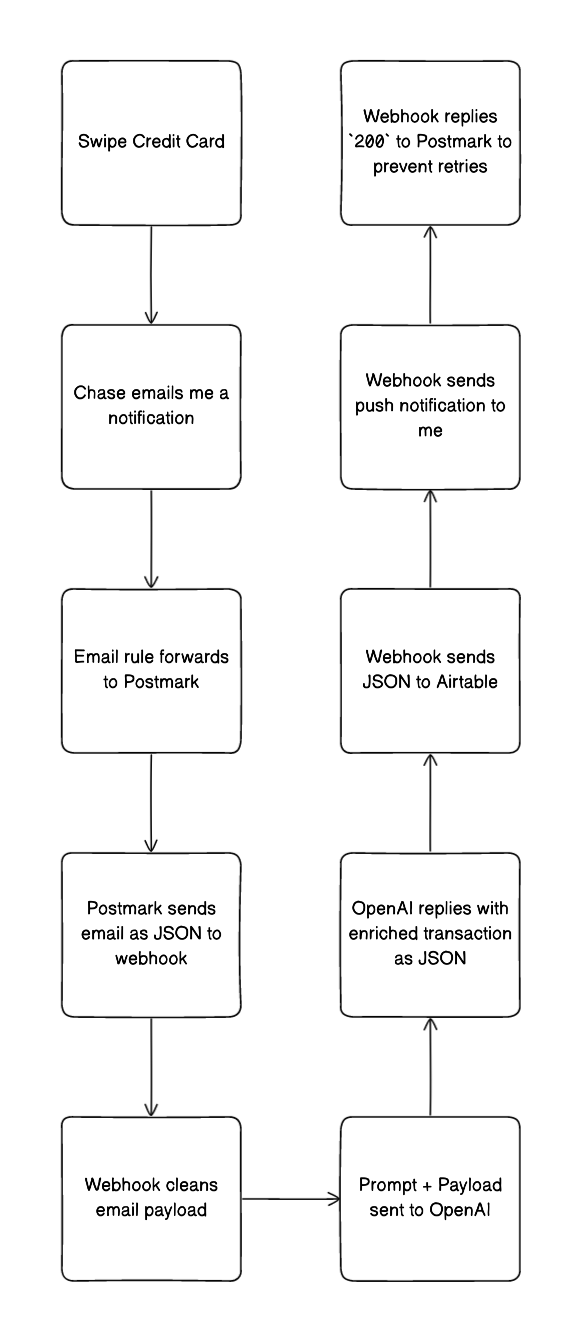 Swipe Credit Card
Chase emails me a
notification
Email rule forwards
to Postmark
Postmark sends
email as JSON to
webhook
Webhook cleans
email payload
Prompt + Payload
sent to OpenAI
OpenAI replies with
enriched transaction
as JSON
Webhook sends
JSON to Airtable
Webhook sends
push notification to
me
Webhook replies
`200` to Postmark to
prevent retries